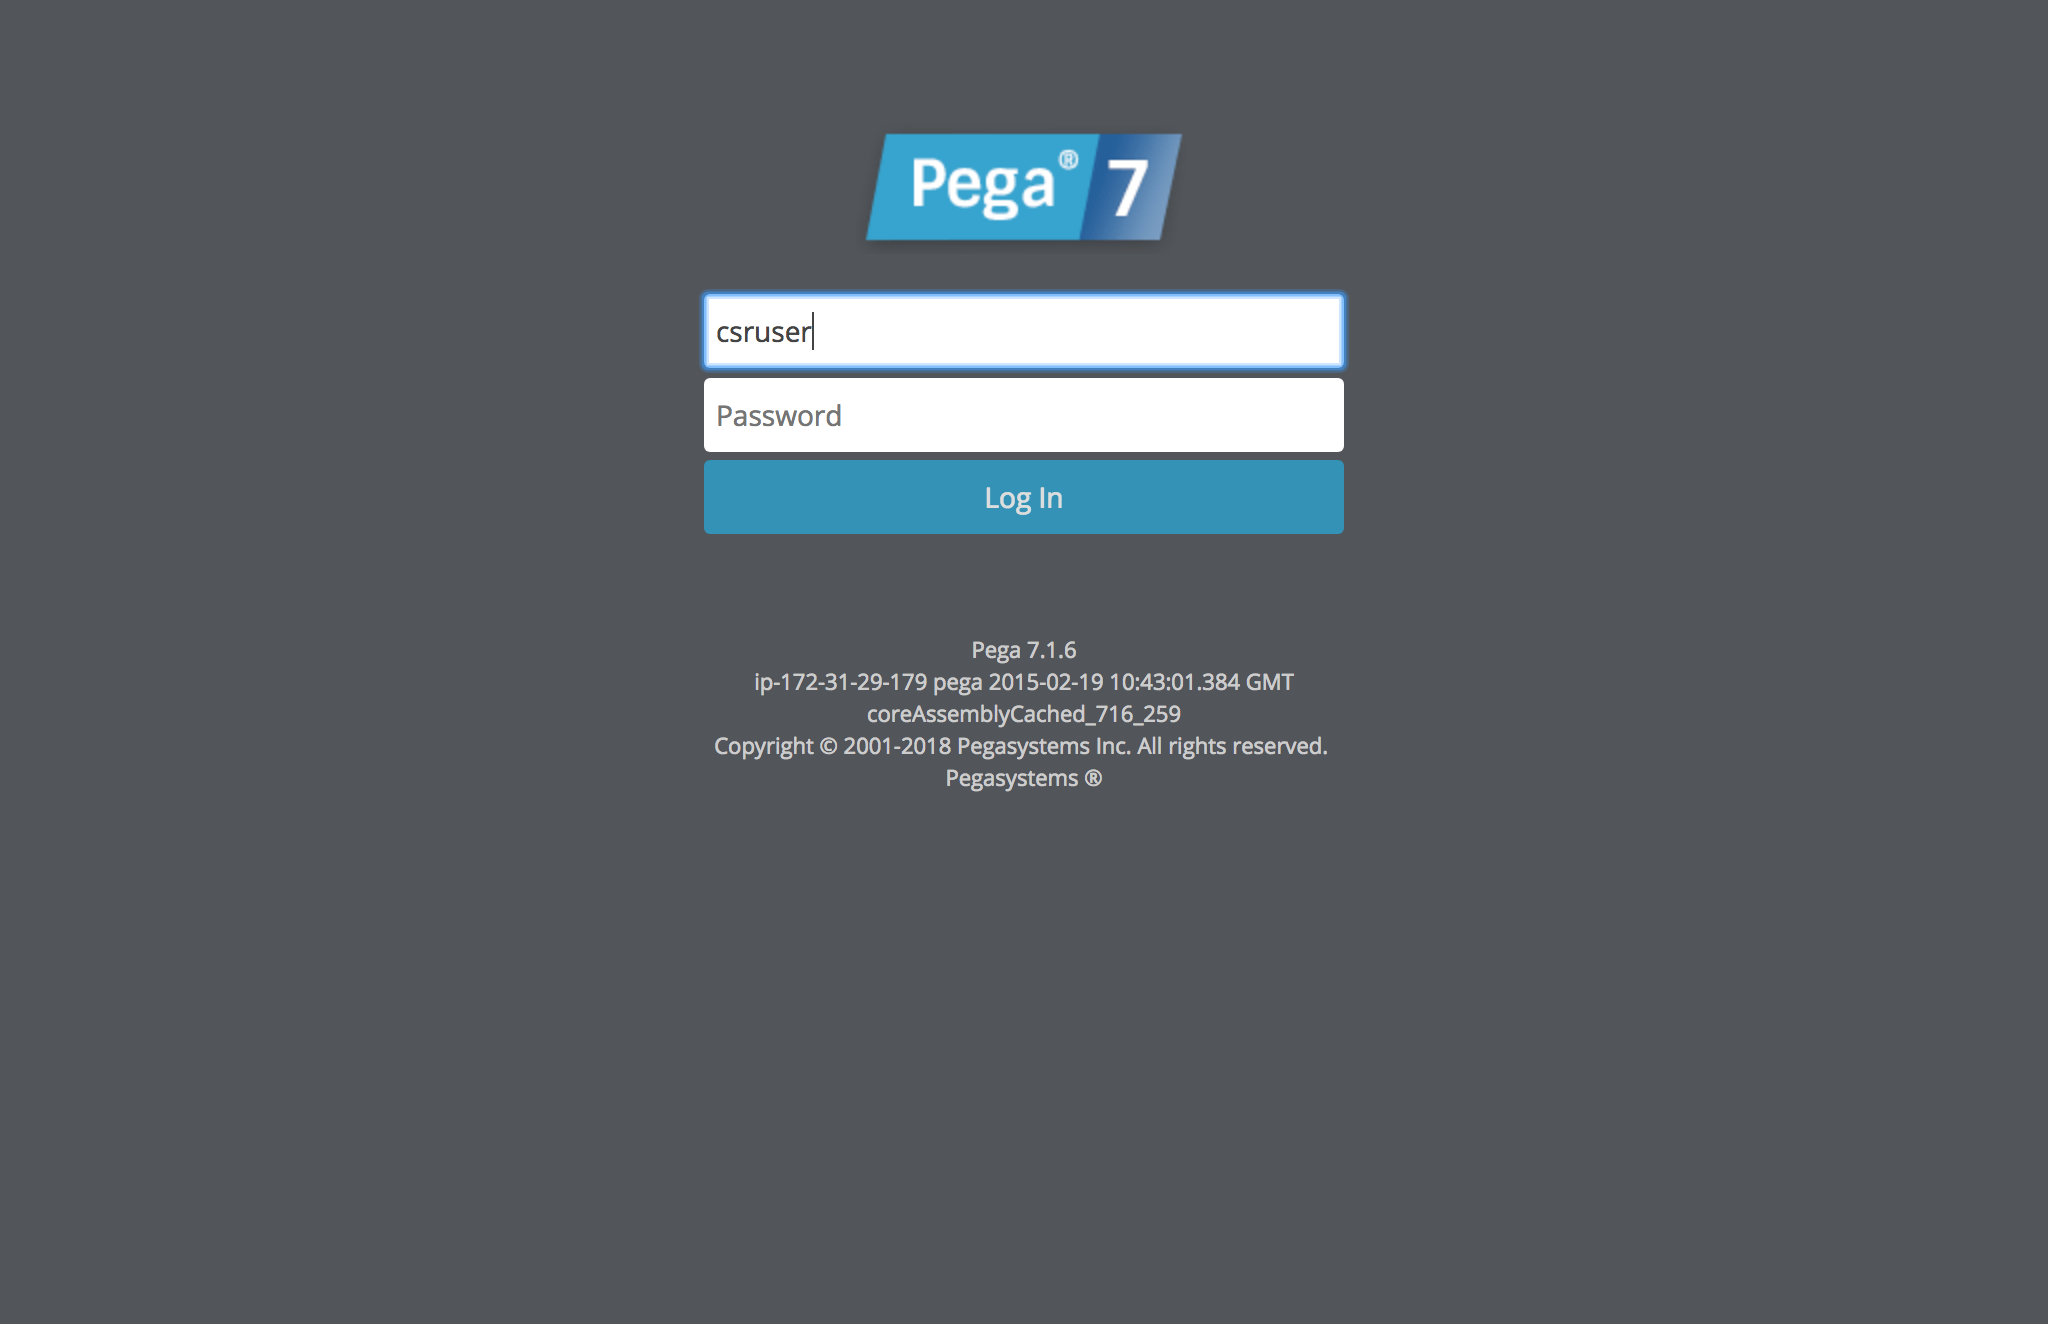 Pega® 7
csruser
Password
Log In
Pega 7.1.6
ip-172-31-29-179 pega 2015-02-19 10:43:01.384 GMT
coreAssemblyCached_716_259
Copyright © 2001-2018 Pegasystems Inc. All rights reserved.
Pegasystems ®